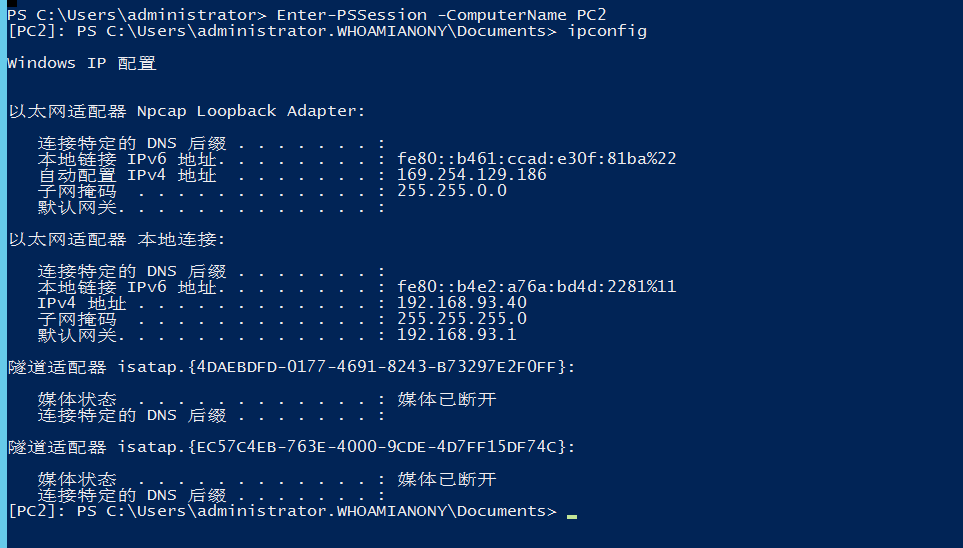 PS C:\Users\administrator> Enter-PSSession -ComputerName PC2
[PC2]: PS C:\Users\administrator.WHOAMIANONY\Documents> ipconfig
Windows IP 配置
以太网适配器 Npcap Loopback Adapter:
连接特定的 DNS 后缀 . . . . . . . :
本地链接 IPv6 地址. . . . . . . . : fe80::b461:ccad:e30f:81ba%22
自动配置 IPv4 地址 . . . . . . . : 169.254.129.186
子网掩码 . . . . . . . . . . . . : 255.255.0.0
默认网关. . . . . . . . . . . . . :
以太网适配器 本地连接:
连接特定的 DNS 后缀 . . . . . . . :
本地链接 IPv6 地址. . . . . . . . : fe80::b4e2:a76a:bd4d:2281%11
IPv4 地址 . . . . . . . . . . . . : 192.168.93.40
子网掩码 . . . . . . . . . . . . : 255.255.255.0
默认网关. . . . . . . . . . . . . : 192.168.93.1
隧道适配器 isatap.{4DAEBDFD-0177-4691-8243-B73297E2F0FF}:
媒体状态 . . . . . . . . . . . . : 媒体已断开
连接特定的 DNS 后缀 . . . . . . . :
隧道适配器 isatap.{EC57C4EB-763E-4000-9CDE-4D7FF15DF74C}:
媒体状态 . . . . . . . . . . . . : 媒体已断开
连接特定的 DNS 后缀 . . . . . . . :
[PC2]: PS C:\Users\administrator.WHOAMIANONY\Documents>